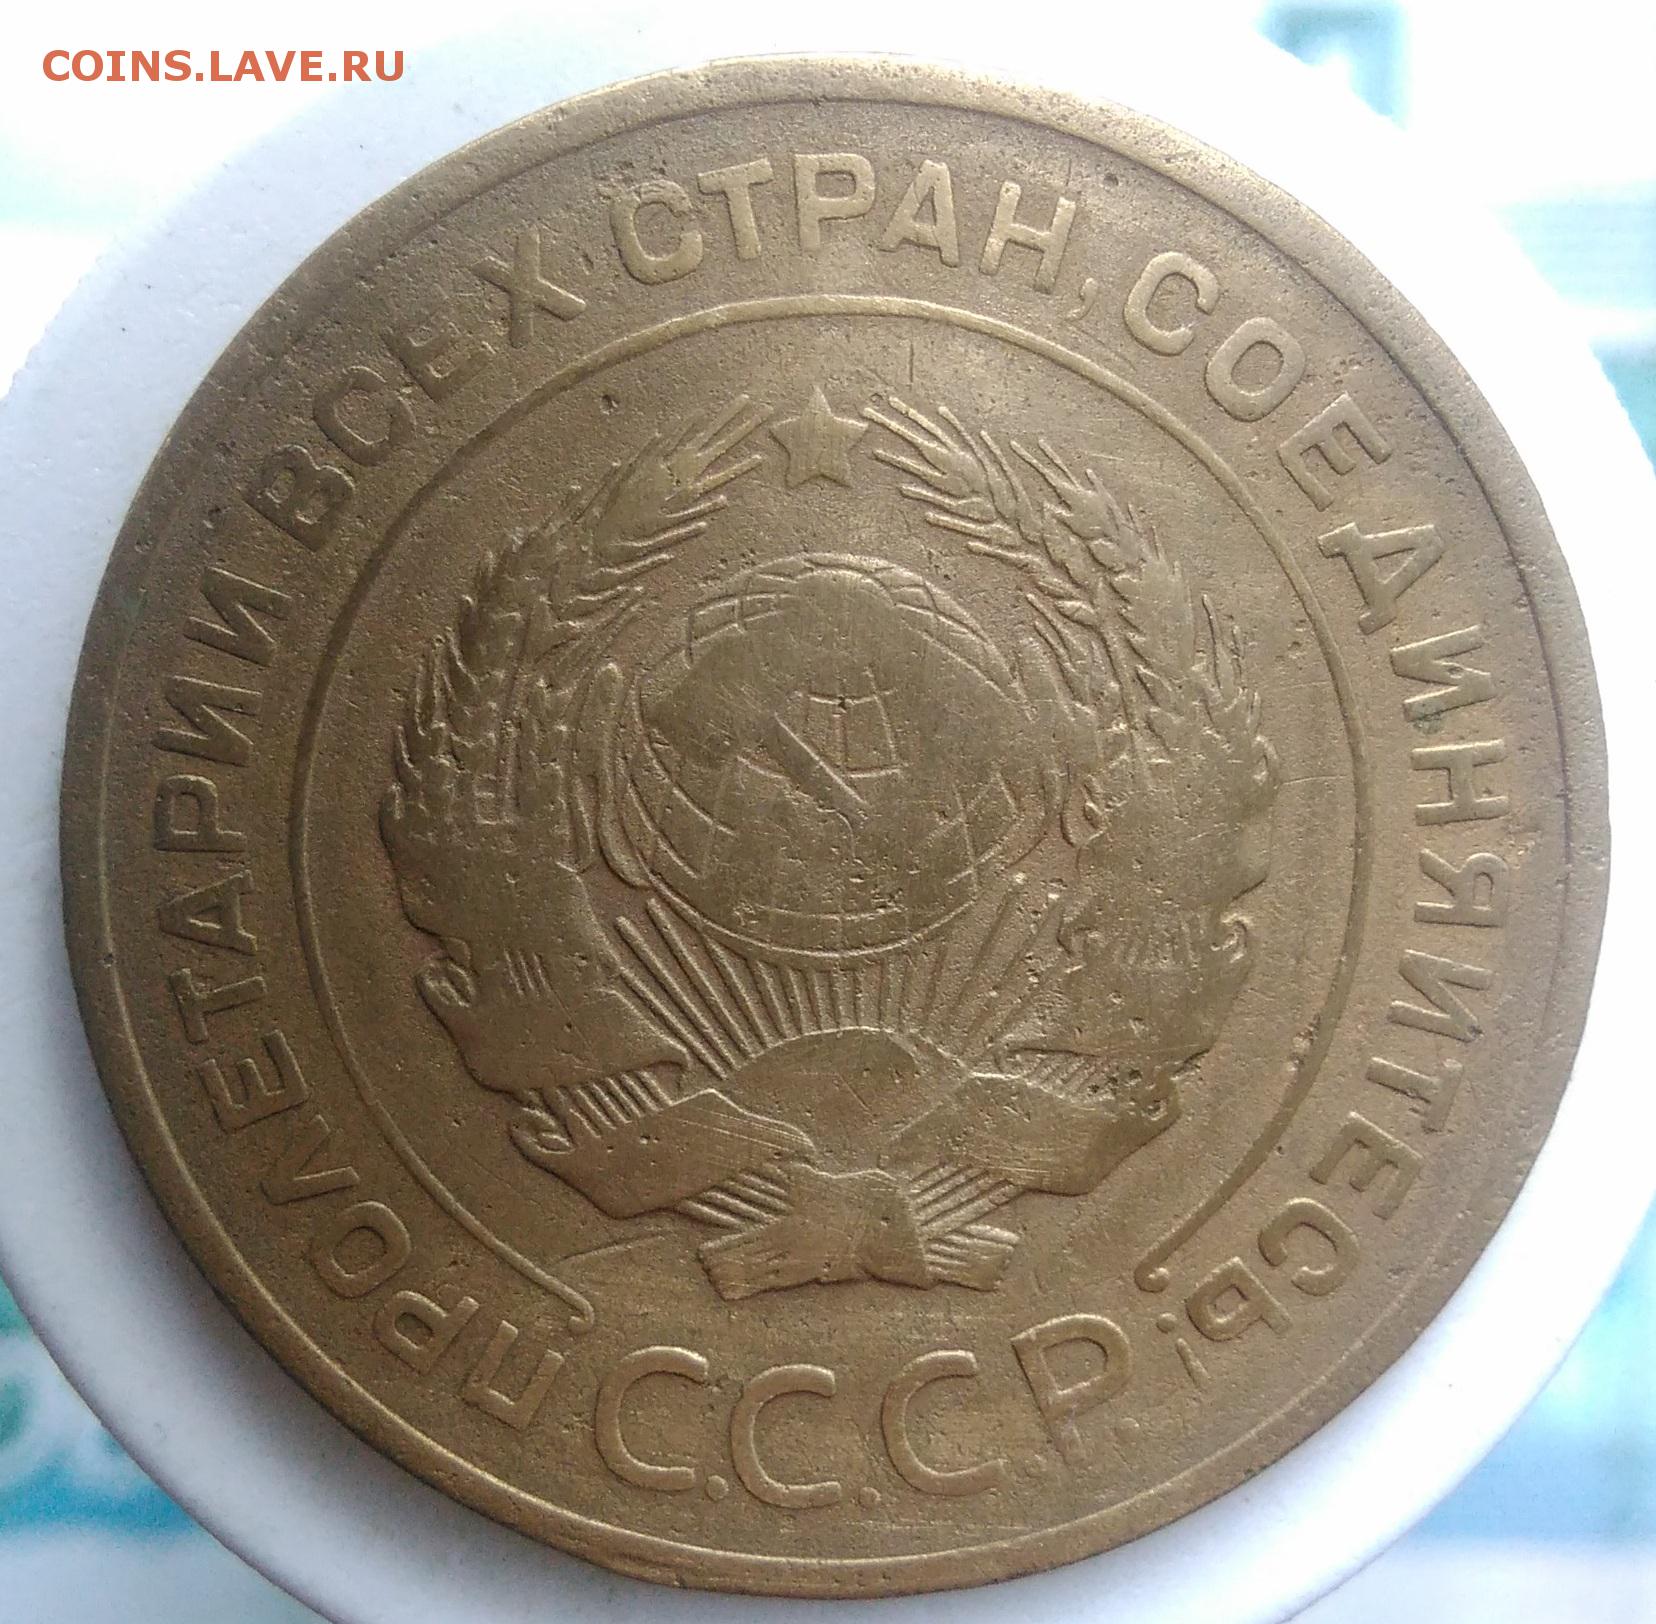 COINS.LAVE.RU
ПРОЛЕТАРИИ ВСЕХ СТРАН, СОЕДИНЯЙТЕСЬ!
С.С.С.Р.